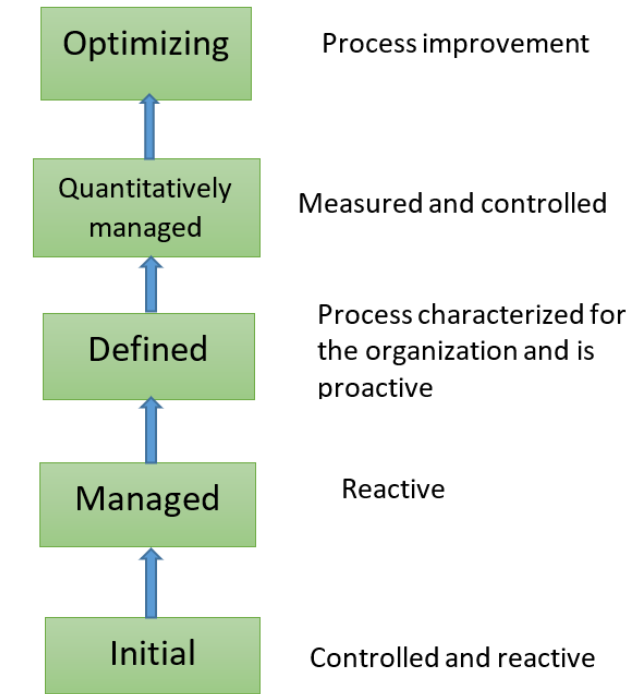 Optimizing
Process improvement
Quantitatively
managed
Measured and controlled
Defined
Process characterized for
the organization and is
proactive
Managed
Reactive
Initial
Controlled and reactive